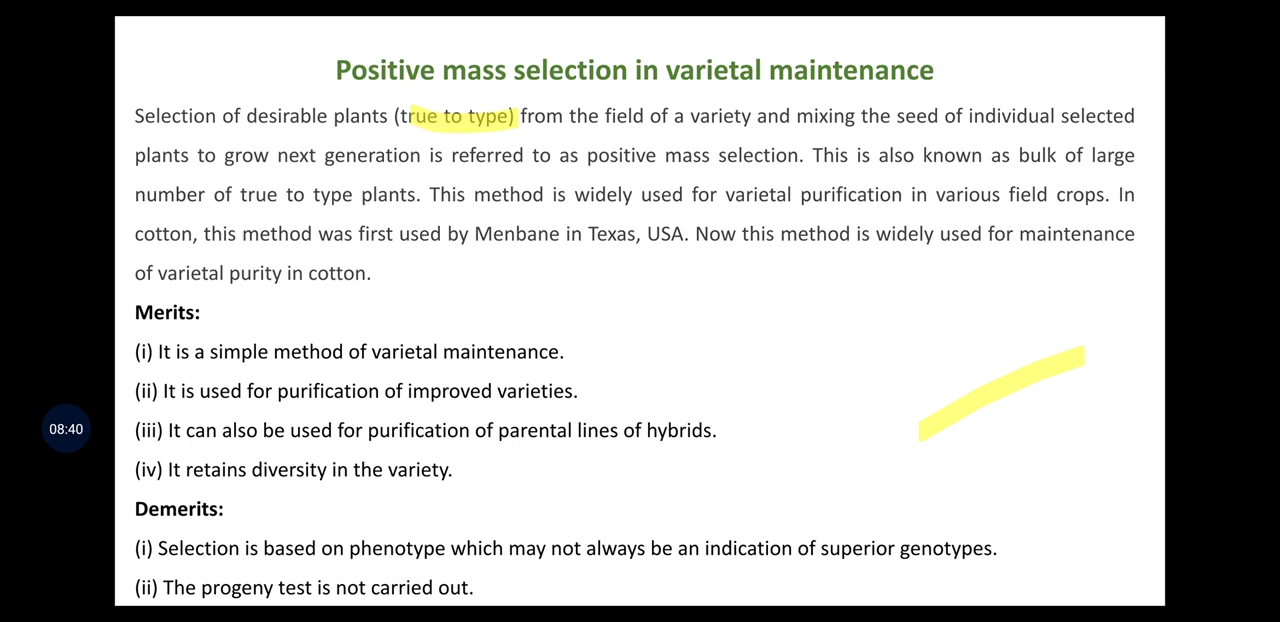 Positive mass selection in varietal maintenance
Selection of desirable plants (true to type) from the field of a variety and mixing the seed of individual selected
plants to grow next generation is referred to as positive mass selection. This is also known as bulk of large
number of true to type plants. This method is widely used for varietal purification in various field crops. In
cotton, this method was first used by Menbane in Texas, USA. Now this method is widely used for maintenance
of varietal purity in cotton.
Merits:
(i) It is a simple method of varietal maintenance.
(ii) It is used for purification of improved varieties.
08:40
(iii) It can also be used for purification of parental lines of hybrids.
(iv) It retains diversity in the variety.
Demerits:
(i) Selection is based on phenotype which may not always be an indication of superior genotypes.
(ii) The progeny test is not carried out.